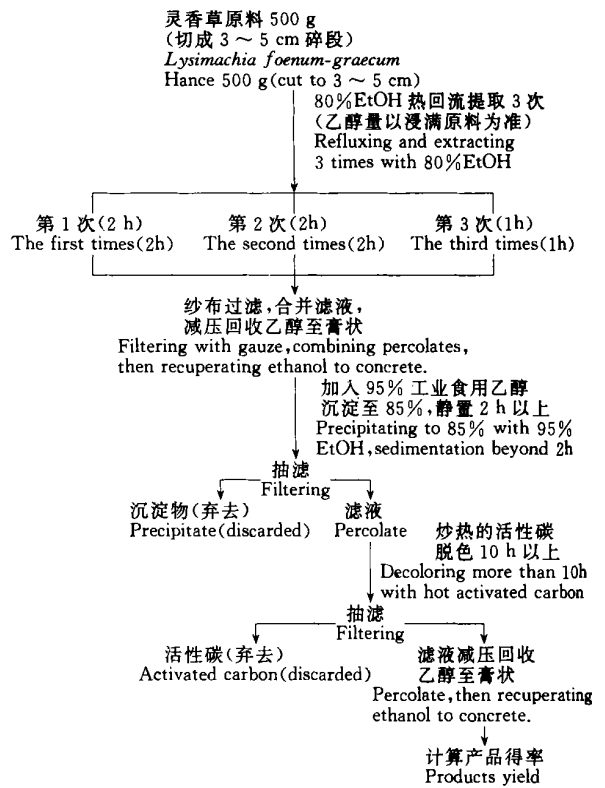 灵香草原料 500 g
(切成 3～5 cm 碎段)
Lysimachia foenum-graecum
Hance 500 g(cut to 3～5 cm)
80%EtOH 热回流提取 3 次
(乙醇量以浸满原料为准)
Refluxing and extracting
3 times with 80%EtOH
第 1 次(2 h)
The first times(2h)
第 2 次(2h)
The second times(2h)
第 3 次(1h)
The third times(1h)
纱布过滤,合并滤液,
减压回收乙醇至膏状
Filtering with gauze,combining percolates,
then recuperating ethanol to concrete.
加入 95% 工业食用乙醇
沉淀至 85%,静置 2 h 以上
Precipitating to 85% with 95%
EtOH,sedimentation beyond 2h
抽滤
Filtering
沉淀物(弃去)
Precipitate(discarded)
滤液
Percolate
炒热的活性碳
脱色 10 h 以上
Decoloring more than 10h
with hot activated carbon
抽滤
Filtering
活性碳(弃去)
Activated carbon(discarded)
滤液减压回收
乙醇至膏状
Percolate,then recuperating
ethanol to concrete.
计算产品得率
Products yield